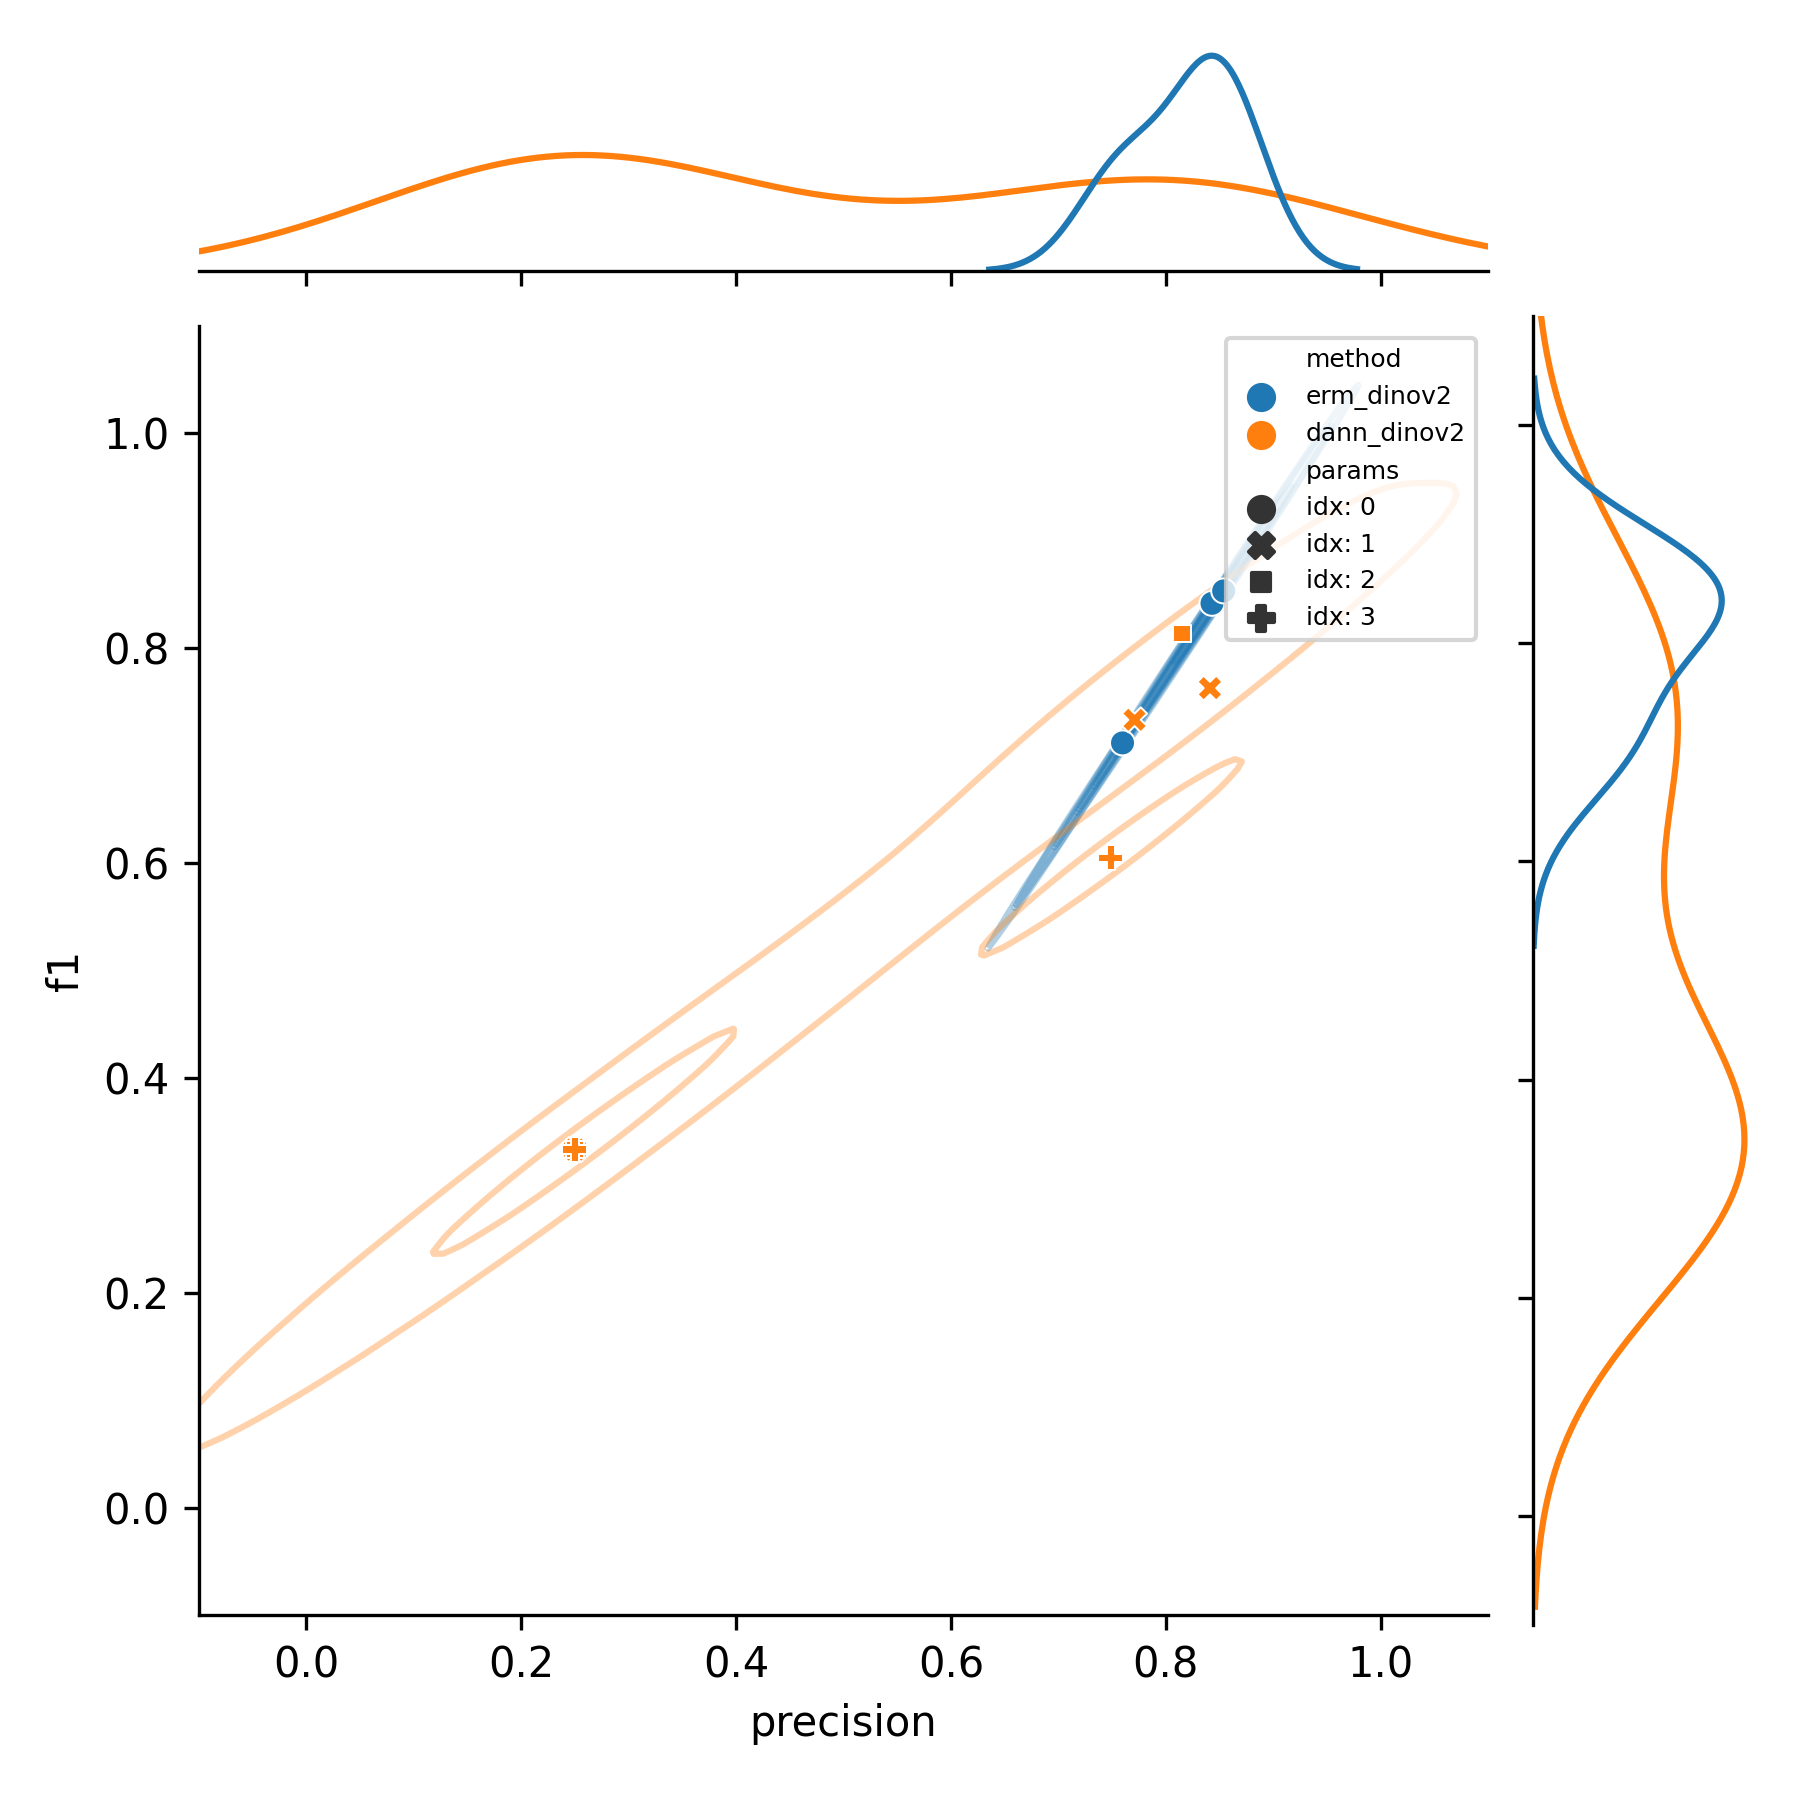 method
erm_dinov2
dann_dinov2
params
idx: 0
idx: 1
idx: 2
idx: 3
1.0
0.8
0.6
0.4
0.2
0.0
f1
0.0 0.2 0.4 0.6 0.8 1.0
precision